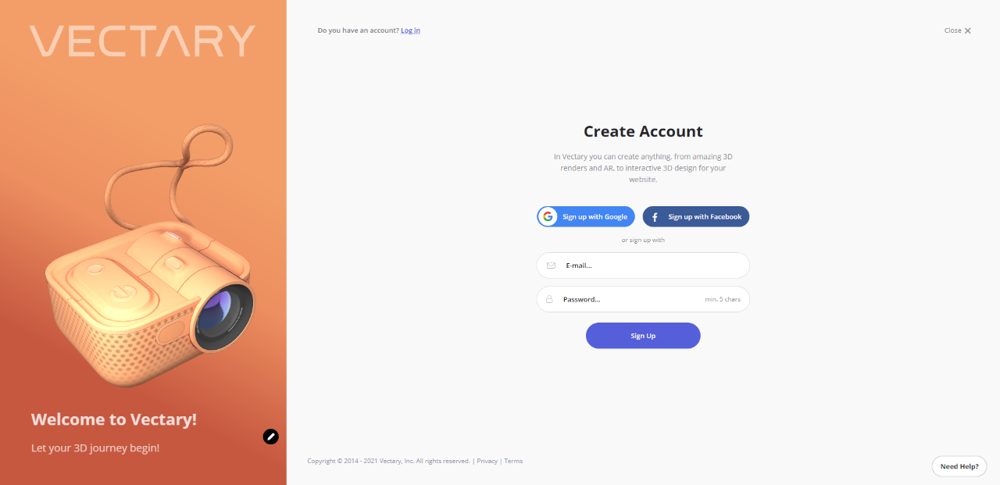 VECTARY
Welcome to Vectary!
Let your 3D journey begin!
Do you have an account? Log in
Close
Create Account
In Vectary you can create anything, from amazing 3D
renders and AR, to interactive 3D design for your
website.
Sign up with Google
Sign up with Facebook
or sign up with
E-mail...
Password...
min. 5 chars
Sign Up
Copyright © 2014 - 2021 Vectary, Inc. All rights reserved. | Privacy | Terms
Need Help?